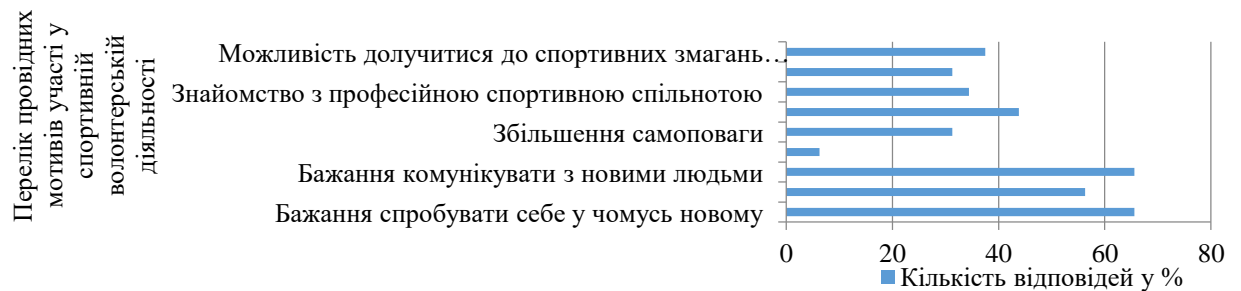 Перелік провідних
мотивів участі у
спортивній
волонтерській
діяльності
Можливість долучитися до спортивних змагань…
Знайомство з професійною спортивною спільнотою
Збільшення самоповаги
Бажання комунікувати з новими людьми
Бажання спробувати себе у чомусь новому
0 20 40 60 80
Кількість відповідей у %